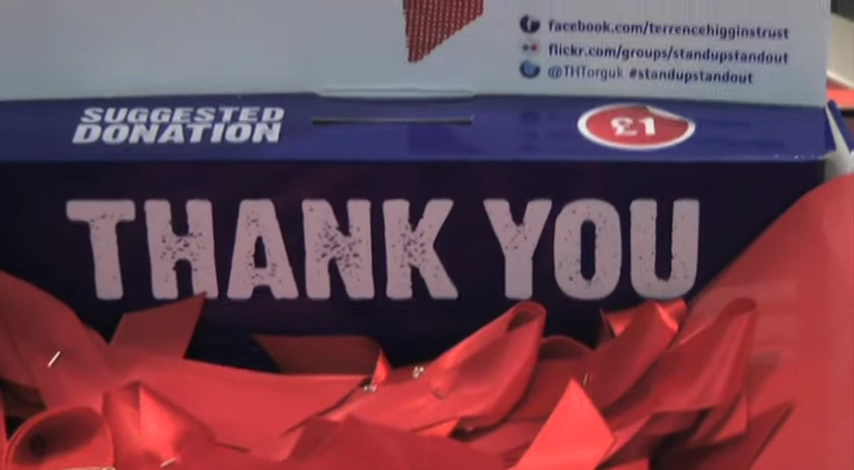 facebook.com/terrencehigginstrust
flickr.com/groups/standupstandout
@THTorguk #standupstandout
SUGGESTED
DONATION
£1
THANK YOU